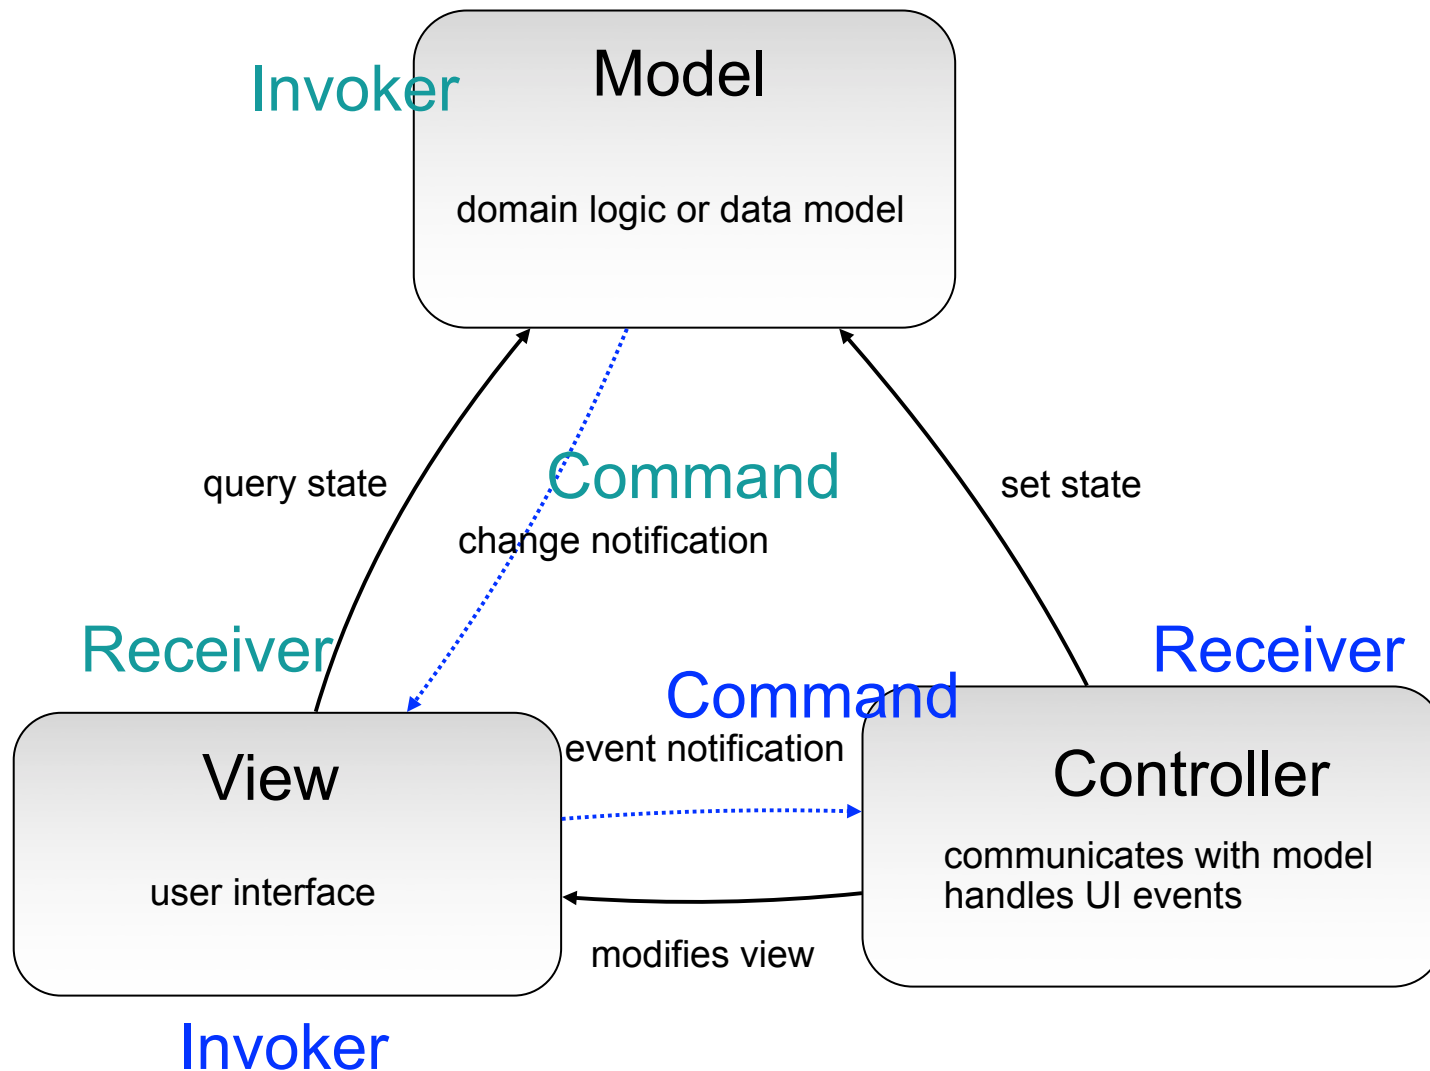 Invoker
Model
domain logic or data model
query state
Command
set state
change notification
Receiver
Receiver
Command
event notification
View
Controller
user interface
communicates with model
handles UI events
modifies view
Invoker